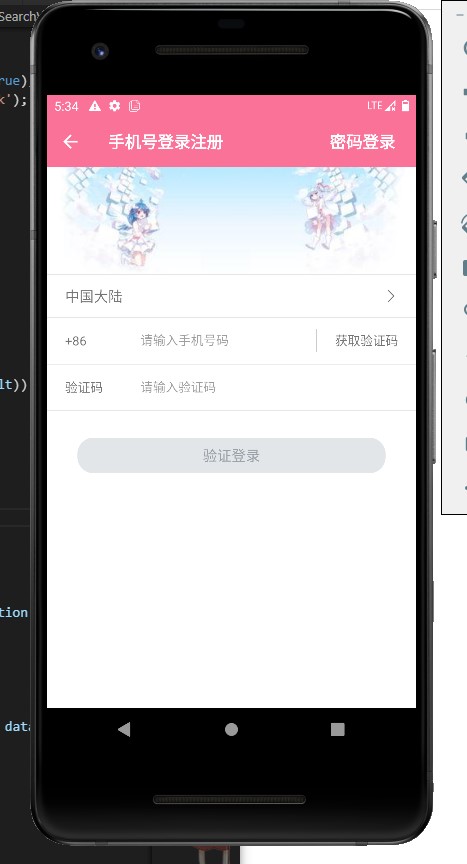 SearchV
rue)
k');
5:34 LTE
手机号登录注册 密码登录
中国大陆
+86 请输入手机号码 获取验证码
验证码 请输入验证码
lt))
验证登录
tion
data